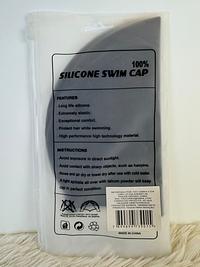 100%
SILICONE SWIM CAP
FEATURES
- Long life silicone.
- Extremely elastic.
- Exceptional comfort.
- Protect hair while swimming.
- High performance high technology material.
INSTRUCTIONS
- Avoid exposure in direct sunlight.
- Avoid contact with sharp objects, such as hairpins.
- Rinse and air dry or towel dry after use with cold water.
- A light sprinkle all over with talcum powder will keep
cap in perfect condition.
MADE IN CHINA